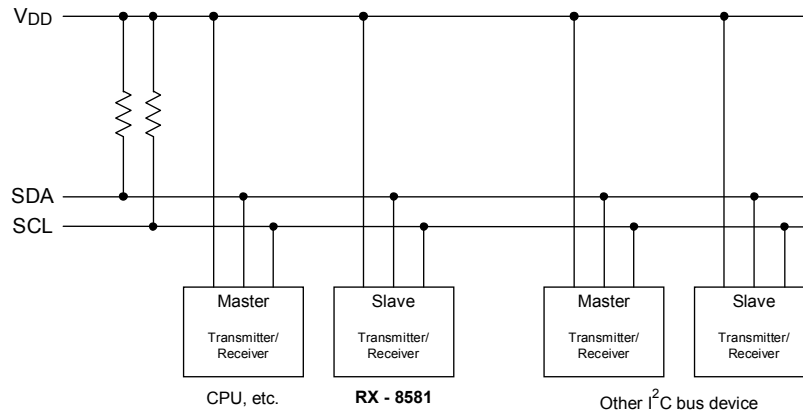 VDD
SDA
SCL
Master Slave Master Slave
Transmitter/ Transmitter/ Transmitter/ Transmitter/
Receiver Receiver Receiver Receiver
CPU, etc. RX - 8581 Other I²C bus device